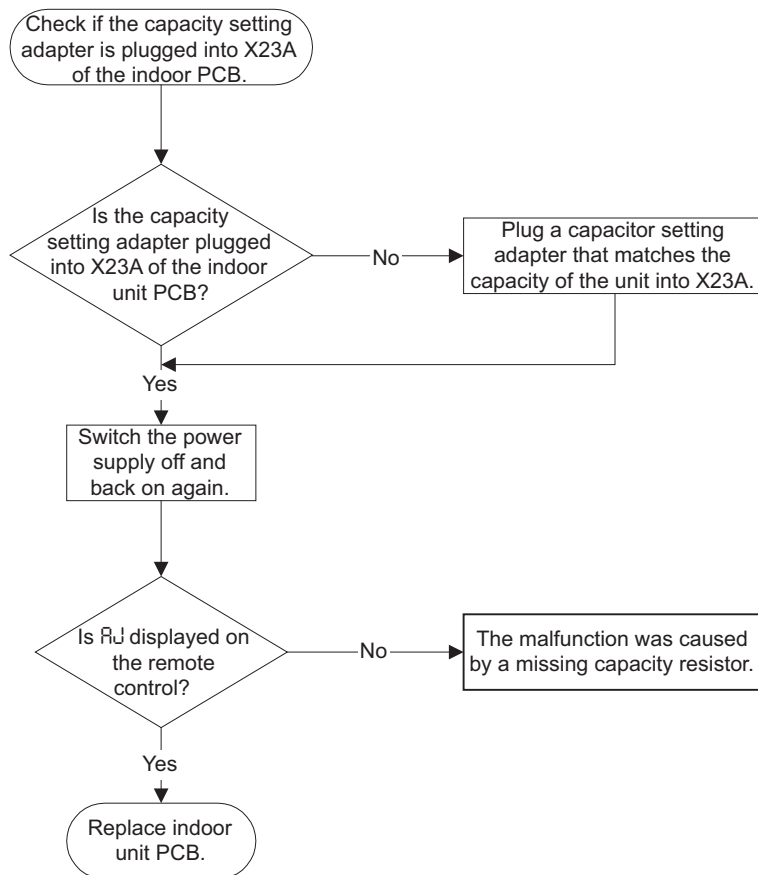 Check if the capacity setting
adapter is plugged into X23A
of the indoor PCB.
Is the capacity
setting adapter plugged
into X23A of the indoor
unit PCB?
No
Plug a capacitor setting
adapter that matches the
capacity of the unit into X23A.
Yes
Switch the power
supply off and
back on again.
Is AJ displayed on
the remote
control?
No
The malfunction was caused
by a missing capacity resistor.
Yes
Replace indoor
unit PCB.